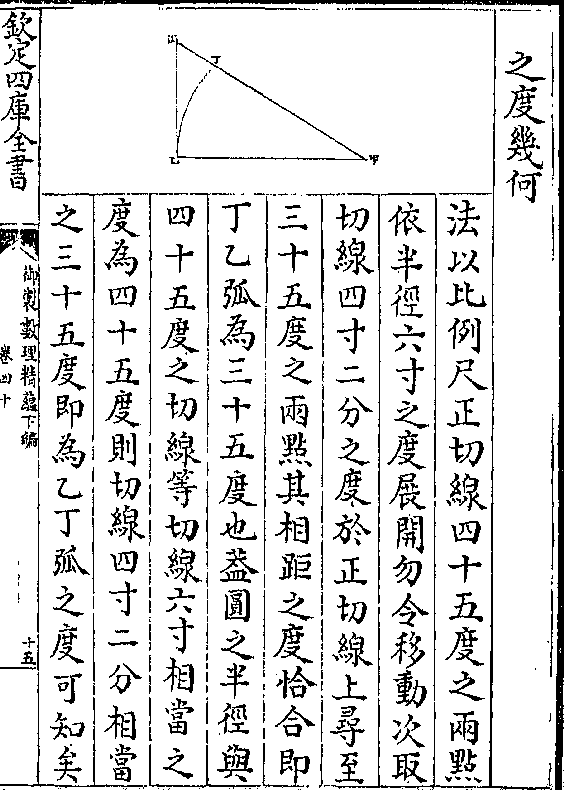 之度幾何
法以比例尺正切線四十五度之兩點
依半徑六寸之度展開勿令移動次取
切線四寸二分之度於正切線上尋至
三十五度之兩點其相距之度恰合即
丁乙弧為三十五度也葢圓之半徑與
四十五度之切線等切線六寸相當之
度為四十五度則切線四寸二分相當
之三十五度即為乙丁弧之度可知矣
丙
丁
乙
甲
欽定四庫全書
御製數理精蘊下編
卷四十
十五